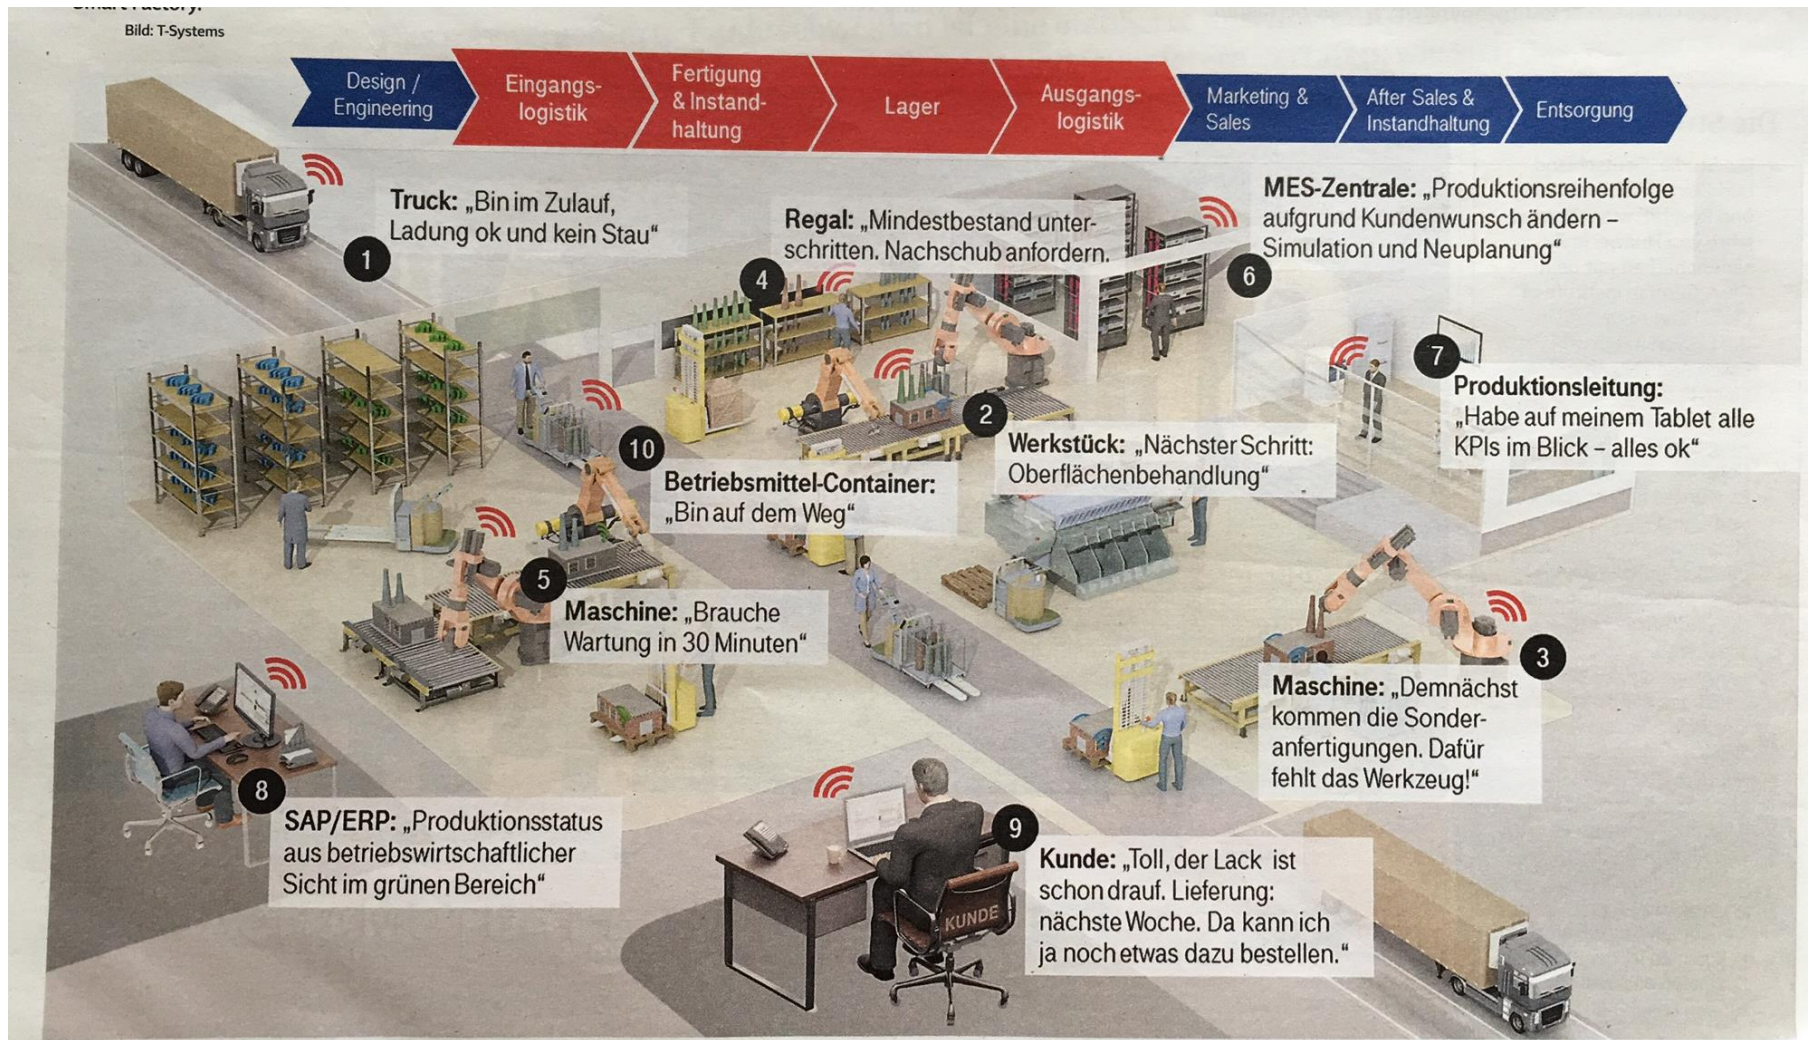 Smart Factory.
Bild: T-Systems
Design /
Engineering
Eingangs-
logistik
Fertigung
& Instand-
haltung
Lager
Ausgangs-
logistik
Marketing &
Sales
After Sales &
Instandhaltung
Entsorgung
1
Truck: „Bin im Zulauf,
Ladung ok und kein Stau“
4
Regal: „Mindestbestand unter-
schritten. Nachschub anfordern.
6
MES-Zentrale: „Produktionsreihenfolge
aufgrund Kundenwunsch ändern –
Simulation und Neuplanung“
7
Produktionsleitung:
„Habe auf meinem Tablet alle
KPIs im Blick – alles ok“
2
Werkstück: „Nächster Schritt:
Oberflächenbehandlung“
10
Betriebsmittel-Container:
„Bin auf dem Weg“
5
Maschine: „Brauche
Wartung in 30 Minuten“
3
Maschine: „Demnächst
kommen die Sonder-
anfertigungen. Dafür
fehlt das Werkzeug!“
8
SAP/ERP: „Produktionsstatus
aus betriebswirtschaftlicher
Sicht im grünen Bereich“
9
Kunde: „Toll, der Lack ist
schon drauf. Lieferung:
nächste Woche. Da kann ich
ja noch etwas dazu bestellen.“
KUNDE